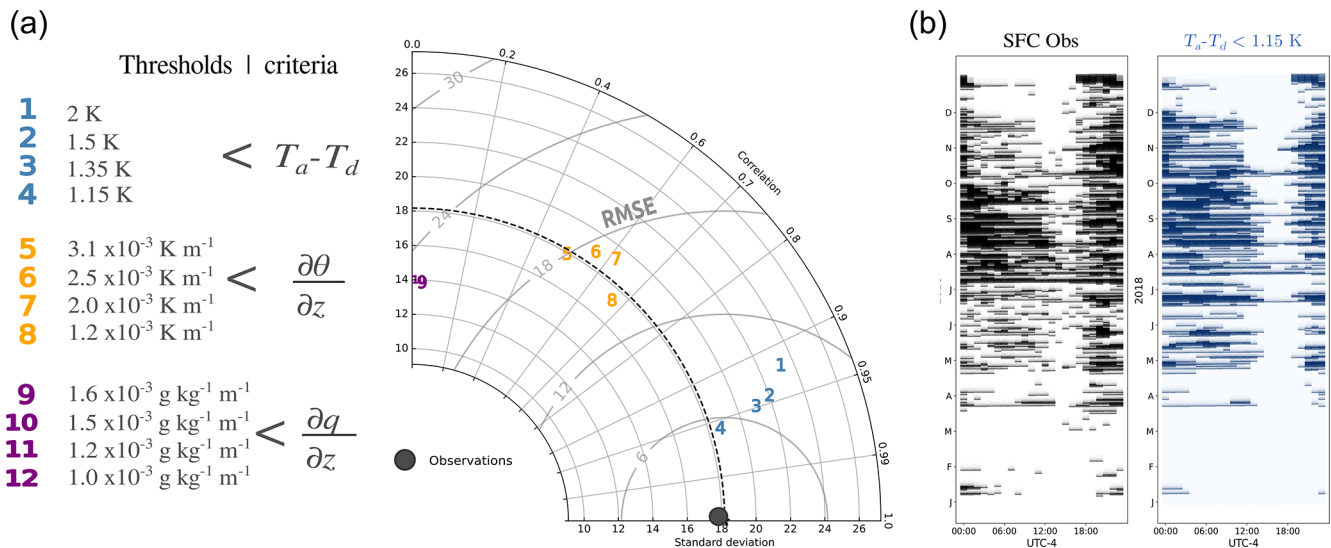 (a)
Thresholds | criteria
1 2 K
2 1.5 K
3 1.35 K
4 1.15 K
< Ta-Td
5 3.1 x10-3 K m-1
6 2.5 x10-3 K m-1
7 2.0 x10-3 K m-1
8 1.2 x10-3 K m-1
< ∂θ
∂z
9 1.6 x10-3 g kg-1 m-1
10 1.5 x10-3 g kg-1 m-1
11 1.2 x10-3 g kg-1 m-1
12 1.0 x10-3 g kg-1 m-1
< ∂q
∂z
0.0
0.2
0.4
0.6
0.7
0.8
0.9
0.95
0.99
1.0
Correlation
26
24
22
20
18
16
14
12
10
30
24
18
12
6
RMSE
5
6
7
8
9
1
2
3
4
Observations
10 12 14 16 18 20 22 24 26
Standard deviation
(b)
SFC Obs
D
N
O
S
A
J
J
M
A
M
F
J
00:00 06:00 12:00 18:00
UTC-4
Ta-Td < 1.15 K
2018
D
N
O
S
A
J
J
M
A
M
F
J
00:00 06:00 12:00 18:00
UTC-4